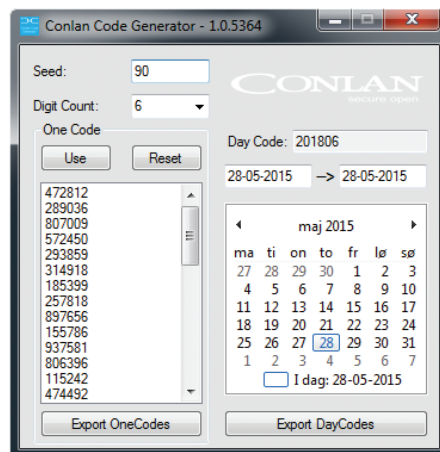 Conlan Code Generator - 1.0.5364
Seed: 90
Digit Count: 6
One Code
Use Reset
472812
289036
807009
572450
293859
314918
185399
257818
897656
155786
937581
806396
115242
474492
Export OneCodes
CONLAN
secure open
Day Code: 201806
28-05-2015 --> 28-05-2015
maj 2015
ma ti on to fr lø sø
27 28 29 30 1 2 3
4 5 6 7 8 9 10
11 12 13 14 15 16 17
18 19 20 21 22 23 24
25 26 27 28 29 30 31
1 2 3 4 5 6 7
I dag: 28-05-2015
Export DayCodes